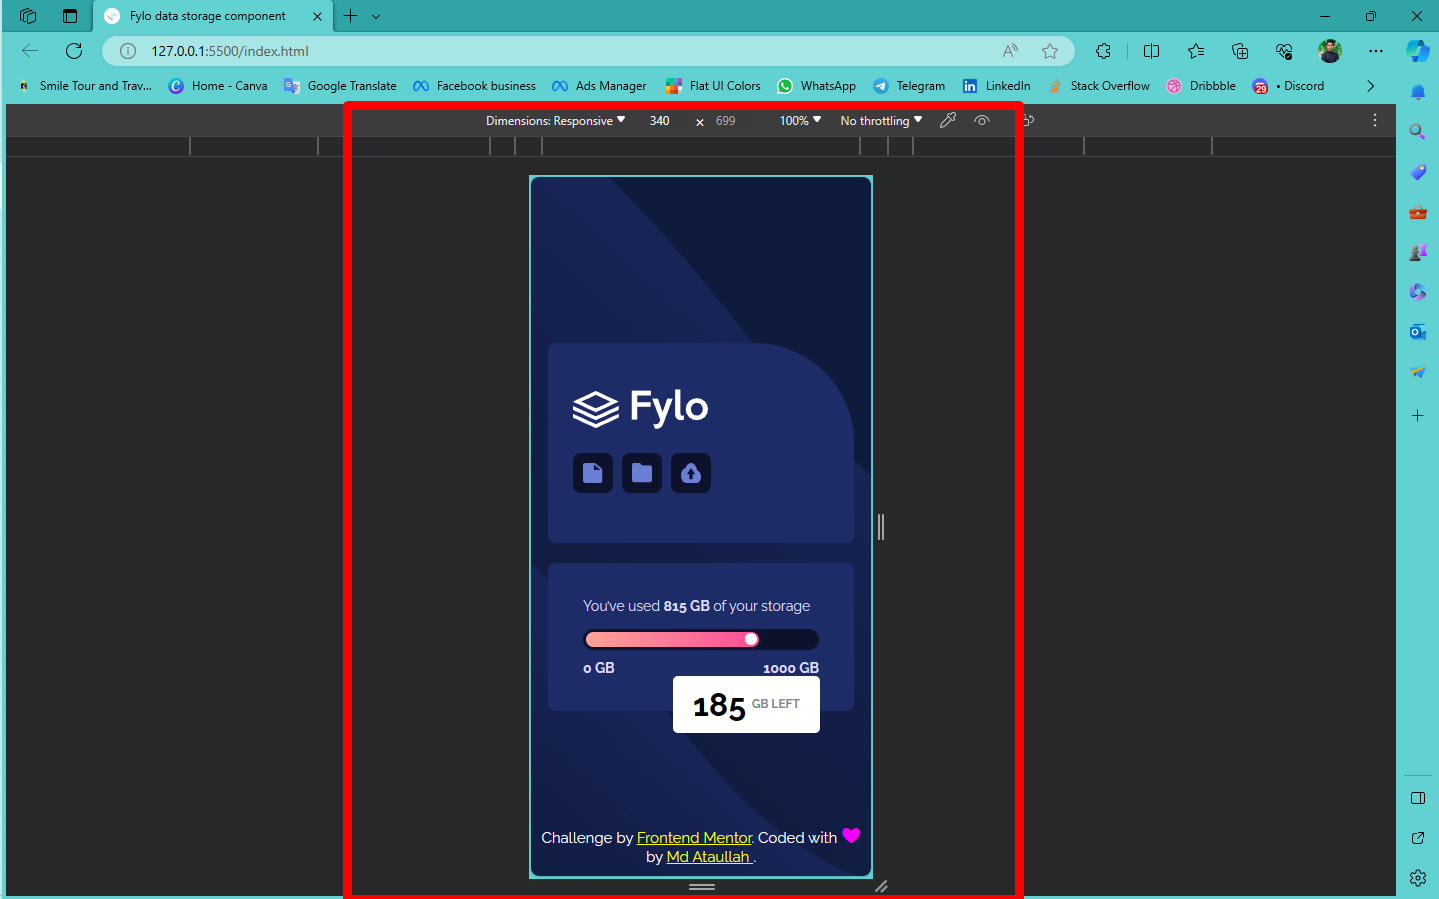 Fylo data storage component
127.0.0.1:5500/index.html
Smile Tour and Trav... Home - Canva Google Translate Facebook business Ads Manager Flat UI Colors WhatsApp Telegram LinkedIn Stack Overflow Dribbble 29 • Discord
Dimensions: Responsive 340 × 699 100% No throttling
Fylo
You've used 815 GB of your storage
0 GB 1000 GB
185 GB LEFT
Challenge by Frontend Mentor. Coded with
by Md Ataullah .